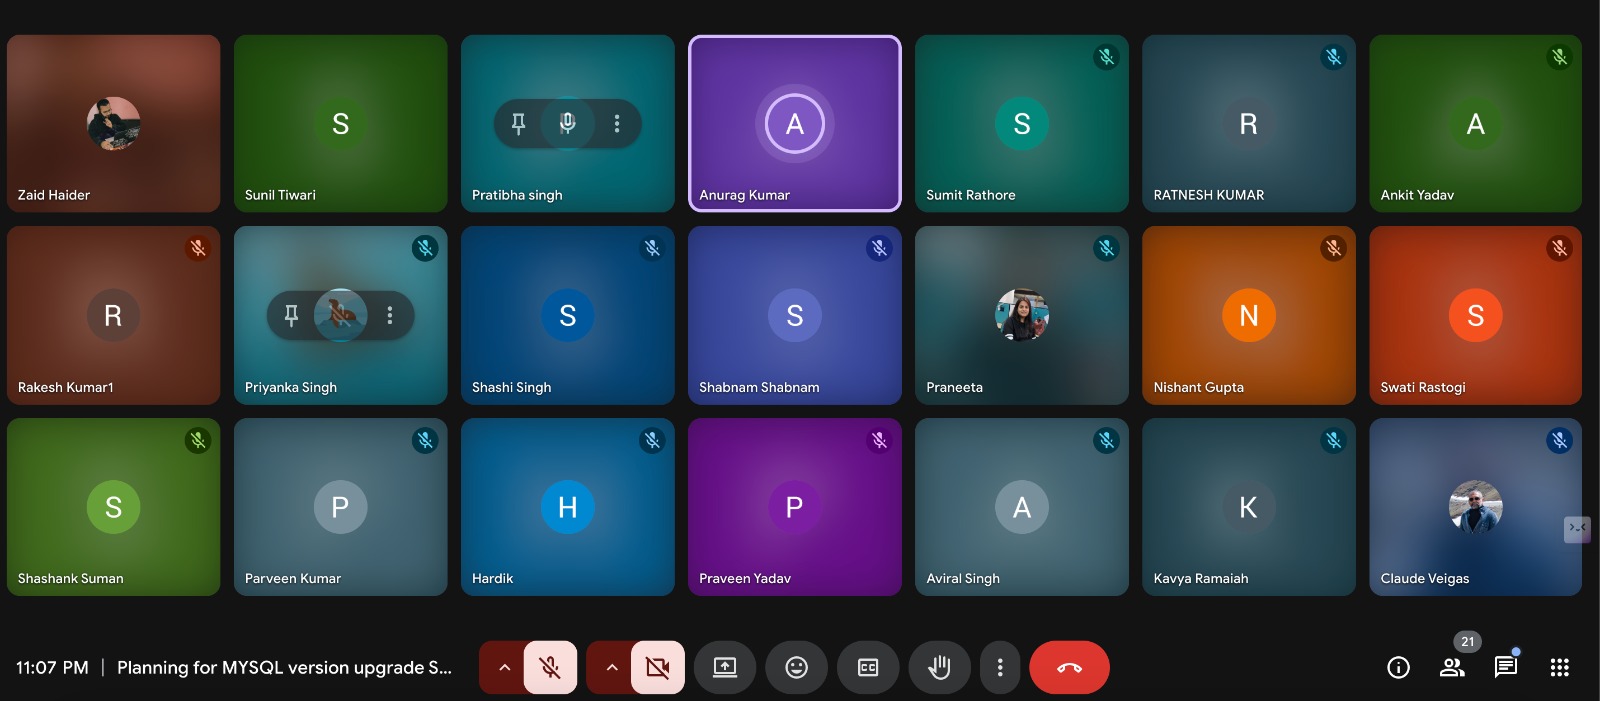 Zaid Haider
S
Sunil Tiwari
Pratibha singh
A
Anurag Kumar
S
Sumit Rathore
R
RATNESH KUMAR
A
Ankit Yadav
R
Rakesh Kumar1
Priyanka Singh
S
Shashi Singh
S
Shabnam Shabnam
Praneeta
N
Nishant Gupta
S
Swati Rastogi
S
Shashank Suman
P
Parveen Kumar
H
Hardik
P
Praveen Yadav
A
Aviral Singh
K
Kavya Ramaiah
Claude Veigas
11:07 PM | Planning for MYSQL version upgrade S...
CC
21